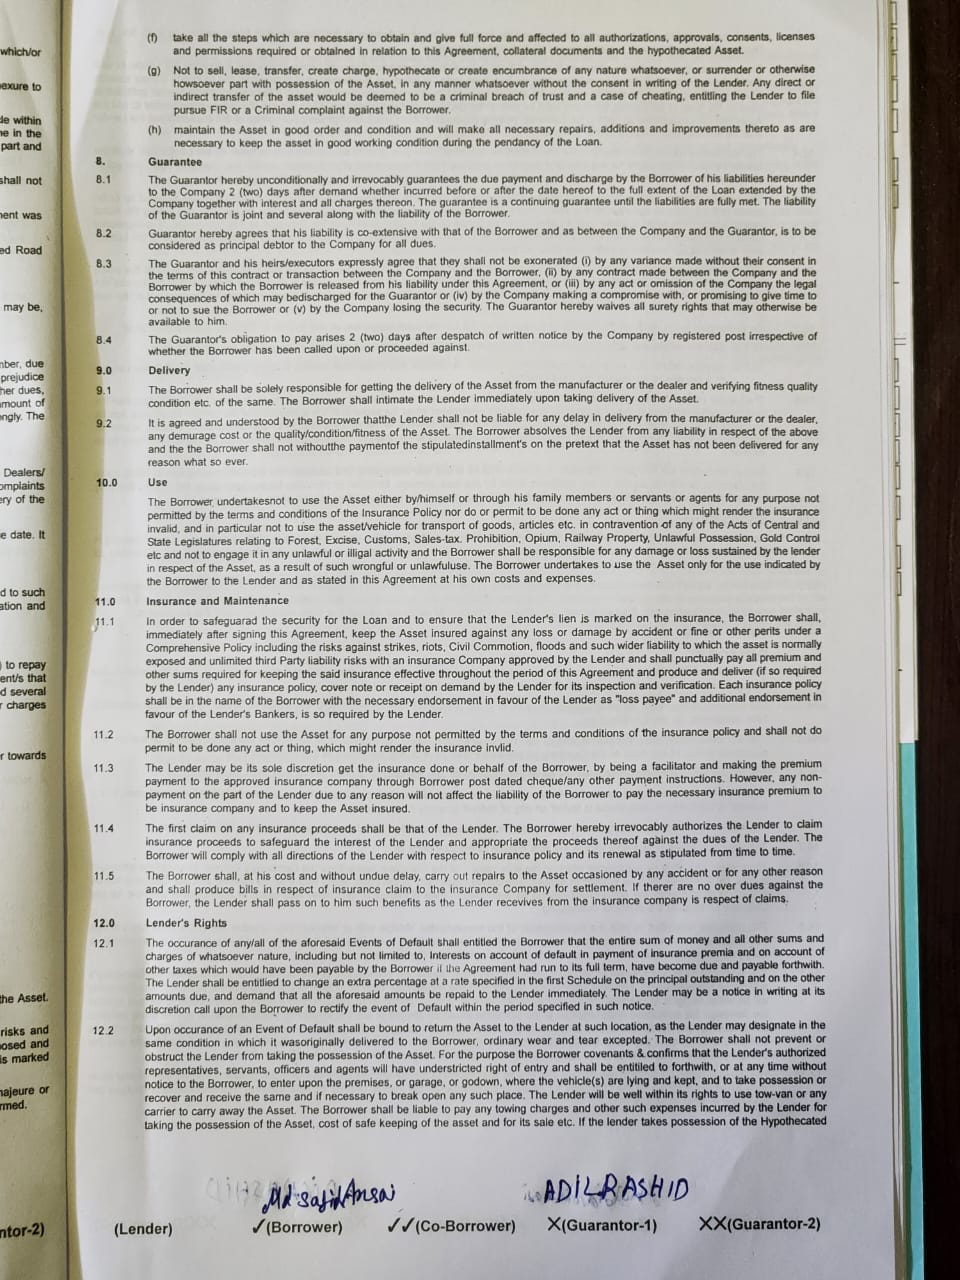 which/or
exure to
de within
ne in the
part and
shall not
nent was
ed Road
may be,
nber, due
prejudice
her dues,
mount of
ngly. The
Dealers/
omplaints
ery of the
e date. It
d to such
ation and
) to repay
ent/s that
d several
r charges
r towards
the Asset.
risks and
osed and
is marked
najeure or
rmed.
ntor-2)
(f) take all the steps which are necessary to obtain and give full force and affected to all authorizations, approvals, consents, licenses
and permissions required or obtained in relation to this Agreement, collateral documents and the hypothecated Asset.
(g) Not to sell, lease, transfer, create charge, hypothecate or create encumbrance of any nature whatsoever, or surrender or otherwise
howsoever part with possession of the Asset, in any manner whatsoever without the consent in writing of the Lender. Any direct or
indirect transfer of the asset would be deemed to be a criminal breach of trust and a case of cheating, entitling the Lender to file
pursue FIR or a Criminal complaint against the Borrower.
(h) maintain the Asset in good order and condition and will make all necessary repairs, additions and improvements thereto as are
necessary to keep the asset in good working condition during the pendancy of the Loan.
8. Guarantee
8.1 The Guarantor hereby unconditionally and irrevocably guarantees the due payment and discharge by the Borrower of his liabilities hereunder
to the Company 2 (two) days after demand whether incurred before or after the date hereof to the full extent of the Loan extended by the
Company together with interest and all charges thereon. The guarantee is a continuing guarantee until the liabilities are fully met. The liability
of the Guarantor is joint and several along with the liability of the Borrower.
8.2 Guarantor hereby agrees that his liability is co-extensive with that of the Borrower and as between the Company and the Guarantor, is to be
considered as principal debtor to the Company for all dues.
8.3 The Guarantor and his heirs/executors expressly agree that they shall not be exonerated (i) by any variance made without their consent in
the terms of this contract or transaction between the Company and the Borrower, (ii) by any contract made between the Company and the
Borrower by which the Borrower is released from his liability under this Agreement, or (iii) by any act or omission of the Company the legal
consequences of which may bedischarged for the Guarantor or (iv) by the Company making a compromise with, or promising to give time to
or not to sue the Borrower or (v) by the Company losing the security. The Guarantor hereby waives all surety rights that may otherwise be
available to him.
8.4 The Guarantor's obligation to pay arises 2 (two) days after despatch of written notice by the Company by registered post irrespective of
whether the Borrower has been called upon or proceeded against.
9.0 Delivery
9.1 The Borrower shall be solely responsible for getting the delivery of the Asset from the manufacturer or the dealer and verifying fitness quality
condition etc. of the same. The Borrower shall intimate the Lender immediately upon taking delivery of the Asset.
9.2 It is agreed and understood by the Borrower thatthe Lender shall not be liable for any delay in delivery from the manufacturer or the dealer,
any demurage cost or the quality/condition/fitness of the Asset. The Borrower absolves the Lender from any liability in respect of the above
and the the Borrower shall not withoutthe paymentof the stipulatedinstallment's on the pretext that the Asset has not been delivered for any
reason what so ever.
10.0 Use
The Borrower undertakesnot to use the Asset either by/himself or through his family members or servants or agents for any purpose not
permitted by the terms and conditions of the Insurance Policy nor do or permit to be done any act or thing which might render the insurance
invalid, and in particular not to use the asset/vehicle for transport of goods, articles etc. in contravention of any of the Acts of Central and
State Legislatures relating to Forest, Excise, Customs, Sales-tax. Prohibition, Opium, Railway Property, Unlawful Possession, Gold Control
etc and not to engage it in any unlawful or illigal activity and the Borrower shall be responsible for any damage or loss sustained by the lender
in respect of the Asset, as a result of such wrongful or unlawfuluse. The Borrower undertakes to use the Asset only for the use indicated by
the Borrower to the Lender and as stated in this Agreement at his own costs and expenses.
11.0 Insurance and Maintenance
11.1 In order to safeguarad the security for the Loan and to ensure that the Lender's lien is marked on the insurance, the Borrower shall,
immediately after signing this Agreement, keep the Asset insured against any loss or damage by accident or fine or other perits under a
Comprehensive Policy including the risks against strikes, riots, Civil Commotion, floods and such wider liability to which the asset is normally
exposed and unlimited third Party liability risks with an insurance Company approved by the Lender and shall punctually pay all premium and
other sums required for keeping the said insurance effective throughout the period of this Agreement and produce and deliver (if so required
by the Lender) any insurance policy, cover note or receipt on demand by the Lender for its inspection and verification. Each insurance policy
shall be in the name of the Borrower with the necessary endorsement in favour of the Lender as "loss payee" and additional endorsement in
favour of the Lender's Bankers, is so required by the Lender.
11.2 The Borrower shall not use the Asset for any purpose not permitted by the terms and conditions of the insurance policy and shall not do
permit to be done any act or thing, which might render the insurance invlid.
11.3 The Lender may be its sole discretion get the insurance done or behalf of the Borrower, by being a facilitator and making the premium
payment to the approved insurance company through Borrower post dated cheque/any other payment instructions. However, any non-
payment on the part of the Lender due to any reason will not affect the liability of the Borrower to pay the necessary insurance premium to
be insurance company and to keep the Asset insured.
11.4 The first claim on any insurance proceeds shall be that of the Lender. The Borrower hereby irrevocably authorizes the Lender to claim
insurance proceeds to safeguard the interest of the Lender and appropriate the proceeds thereof against the dues of the Lender. The
Borrower will comply with all directions of the Lender with respect to insurance policy and its renewal as stipulated from time to time.
11.5 The Borrower shall, at his cost and without undue delay, carry out repairs to the Asset occasioned by any accident or for any other reason
and shall produce bills in respect of insurance claim to the insurance Company for settlement. If therer are no over dues against the
Borrower, the Lender shall pass on to him such benefits as the Lender recevives from the insurance company is respect of claims.
12.0 Lender's Rights
12.1 The occurance of any/all of the aforesaid Events of Default shall entitled the Borrower that the entire sum of money and all other sums and
charges of whatsoever nature, including but not limited to, Interests on account of default in payment of insurance premia and on account of
other taxes which would have been payable by the Borrower if the Agreement had run to its full term, have become due and payable forthwith.
The Lender shall be entitlied to change an extra percentage at a rate specified in the first Schedule on the principal outstanding and on the other
amounts due, and demand that all the aforesaid amounts be repaid to the Lender immediately. The Lender may be a notice in writing at its
discretion call upon the Borrower to rectify the event of Default within the period specified in such notice.
12.2 Upon occurance of an Event of Default shall be bound to return the Asset to the Lender at such location, as the Lender may designate in the
same condition in which it wasoriginally delivered to the Borrower, ordinary wear and tear excepted. The Borrower shall not prevent or
obstruct the Lender from taking the possession of the Asset. For the purpose the Borrower covenants & confirms that the Lender's authorized
representatives, servants, officers and agents will have understricted right of entry and shall be entitiled to forthwith, or at any time without
notice to the Borrower, to enter upon the premises, or garage, or godown, where the vehicle(s) are lying and kept, and to take possession or
recover and receive the same and if necessary to break open any such place. The Lender will be well within its rights to use tow-van or any
carrier to carry away the Asset. The Borrower shall be liable to pay any towing charges and other such expenses incurred by the Lender for
taking the possession of the Asset, cost of safe keeping of the asset and for its sale etc. If the lender takes possession of the Hypothecated
Md sajid Ansari ADIL RASHID
(Lender) ✓(Borrower) ✓✓(Co-Borrower) X(Guarantor-1) XX(Guarantor-2)